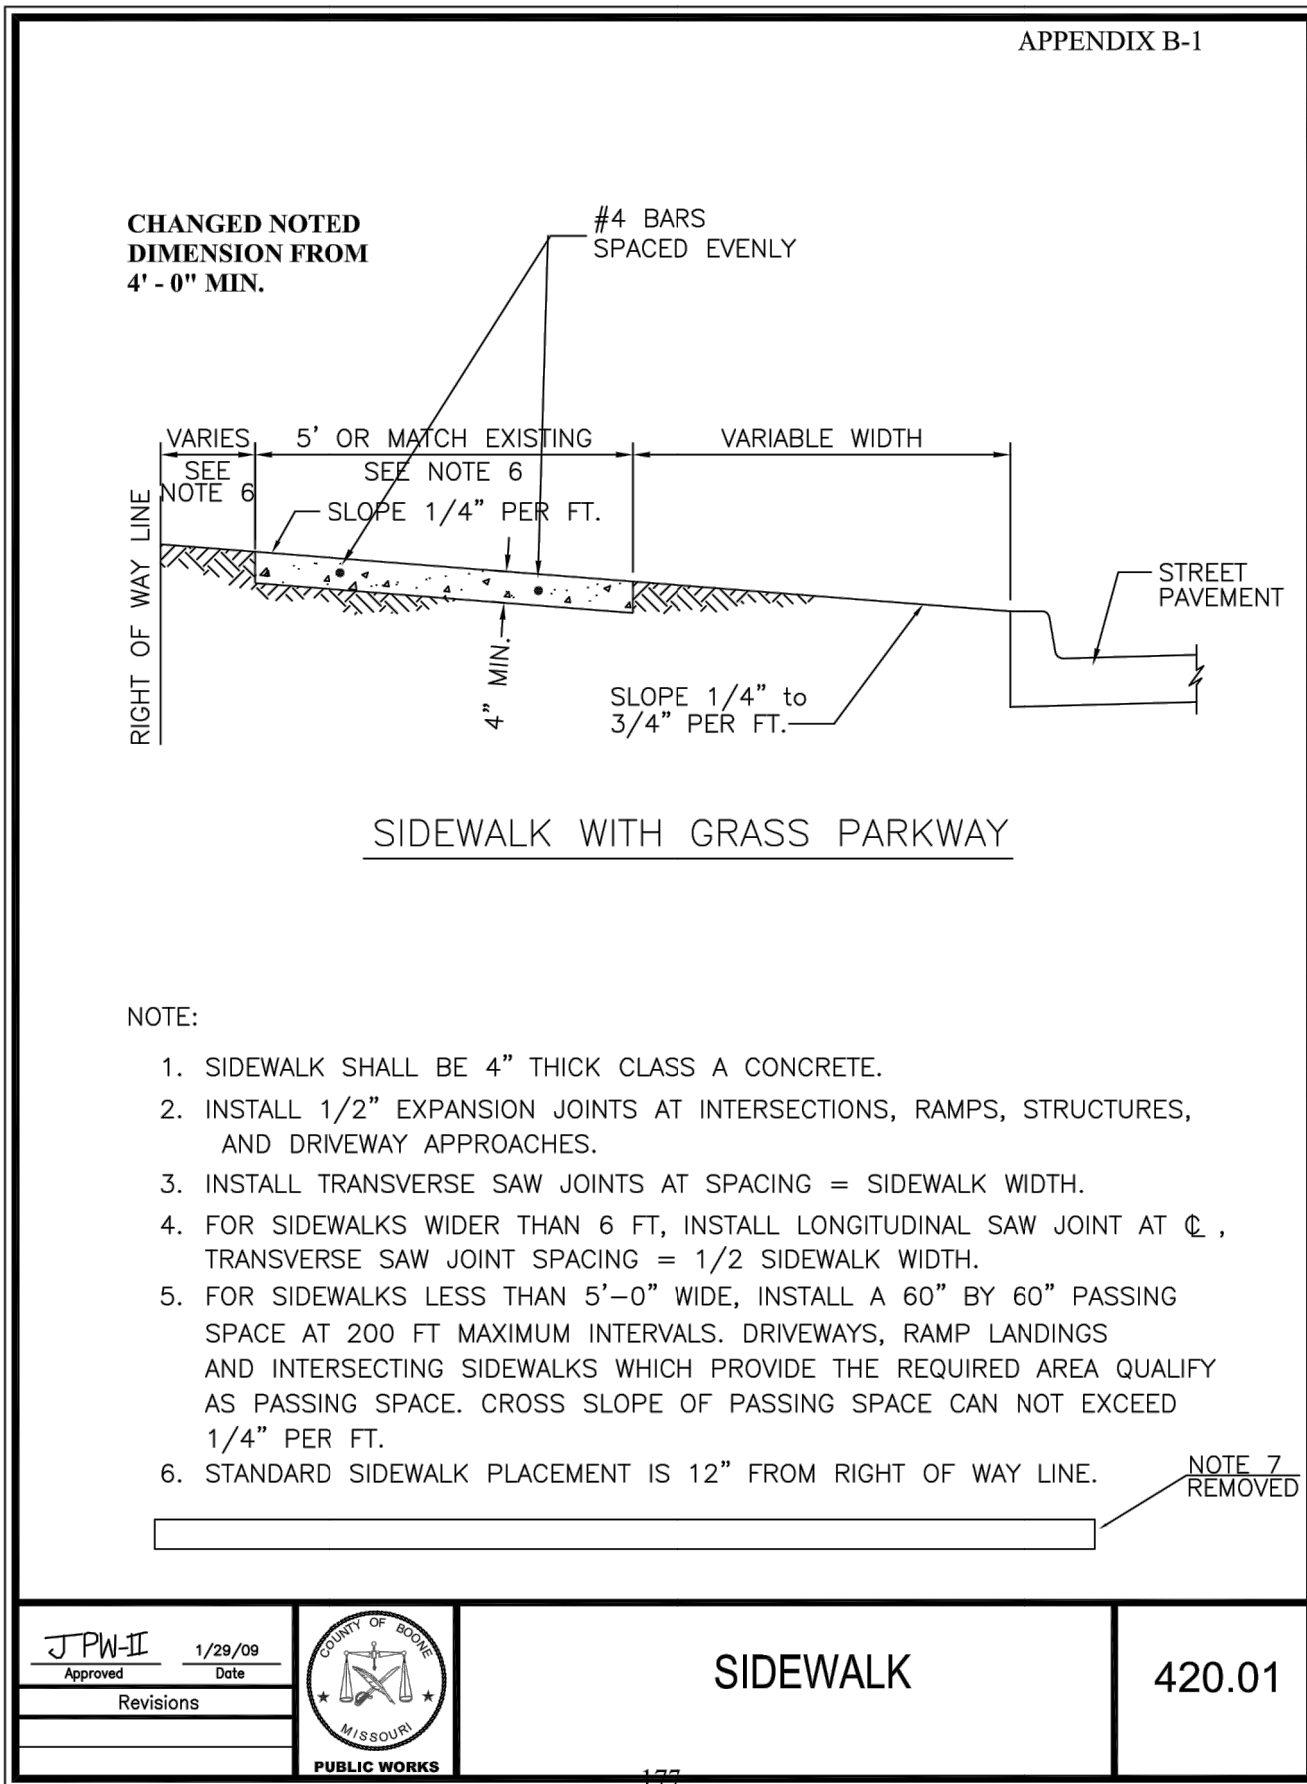 APPENDIX B-1
CHANGED NOTED
DIMENSION FROM
4' - 0" MIN.
#4 BARS
SPACED EVENLY
VARIES
SEE
NOTE 6
5' OR MATCH EXISTING
SEE NOTE 6
VARIABLE WIDTH
SLOPE 1/4" PER FT.
RIGHT OF WAY LINE
STREET
PAVEMENT
4" MIN.
SLOPE 1/4" to
3/4" PER FT.
SIDEWALK WITH GRASS PARKWAY
NOTE:
1. SIDEWALK SHALL BE 4" THICK CLASS A CONCRETE.
2. INSTALL 1/2" EXPANSION JOINTS AT INTERSECTIONS, RAMPS, STRUCTURES,
AND DRIVEWAY APPROACHES.
3. INSTALL TRANSVERSE SAW JOINTS AT SPACING = SIDEWALK WIDTH.
4. FOR SIDEWALKS WIDER THAN 6 FT, INSTALL LONGITUDINAL SAW JOINT AT ℄ ,
TRANSVERSE SAW JOINT SPACING = 1/2 SIDEWALK WIDTH.
5. FOR SIDEWALKS LESS THAN 5'-0" WIDE, INSTALL A 60" BY 60" PASSING
SPACE AT 200 FT MAXIMUM INTERVALS. DRIVEWAYS, RAMP LANDINGS
AND INTERSECTING SIDEWALKS WHICH PROVIDE THE REQUIRED AREA QUALIFY
AS PASSING SPACE. CROSS SLOPE OF PASSING SPACE CAN NOT EXCEED
1/4" PER FT.
6. STANDARD SIDEWALK PLACEMENT IS 12" FROM RIGHT OF WAY LINE.
NOTE 7
REMOVED
JPW-II 1/29/09
Approved Date
Revisions
COUNTY OF BOONE
MISSOURI
PUBLIC WORKS
SIDEWALK
420.01
177